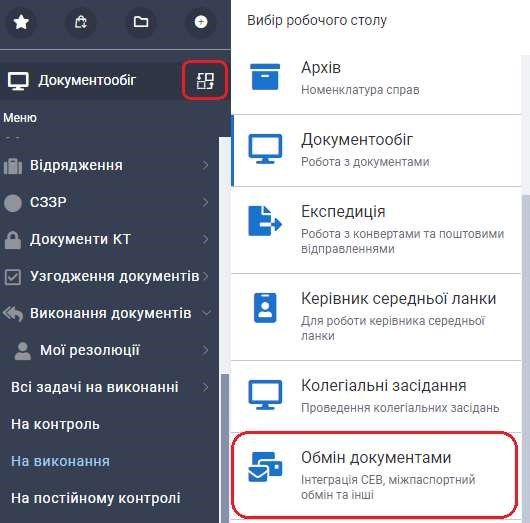 Документообіг
Меню
Відрядження
СЗЗР
Документи КТ
Узгодження документів
Виконання документів
Мої резолюції
Всі задачі на виконанні
На контроль
На виконання
На постійному контролі
Вибір робочого столу
Архів
Номенклатура справ
Документообіг
Робота з документами
Експедиція
Робота з конвертами та поштовими
відправленнями
Керівник середньої ланки
Для роботи керівника середньої
ланки
Колегіальні засідання
Проведення колегіальних засідань
Обмін документами
Інтеграція СЕВ, міжпаспортний
обмін та інші